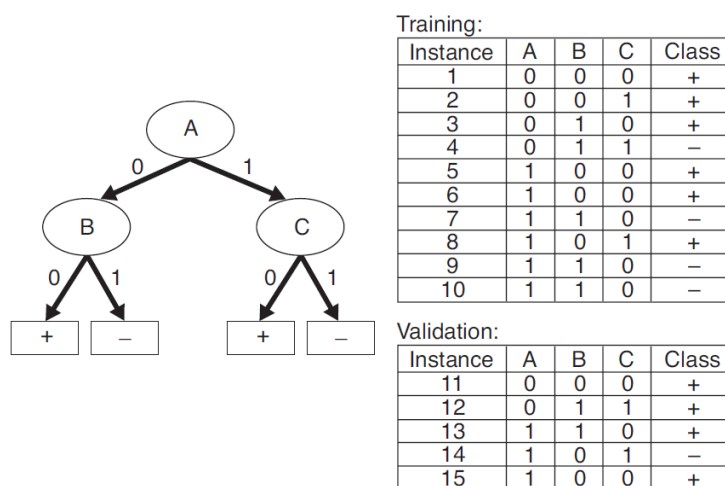 A
0 1
B C
0 1 0 1
+ − + −
Training:
Instance A B C Class
1 0 0 0 +
2 0 0 1 +
3 0 1 0 +
4 0 1 1 −
5 1 0 0 +
6 1 0 0 +
7 1 1 0 −
8 1 0 1 +
9 1 1 0 −
10 1 1 0 −
Validation:
Instance A B C Class
11 0 0 0 +
12 0 1 1 +
13 1 1 0 +
14 1 0 1 −
15 1 0 0 +